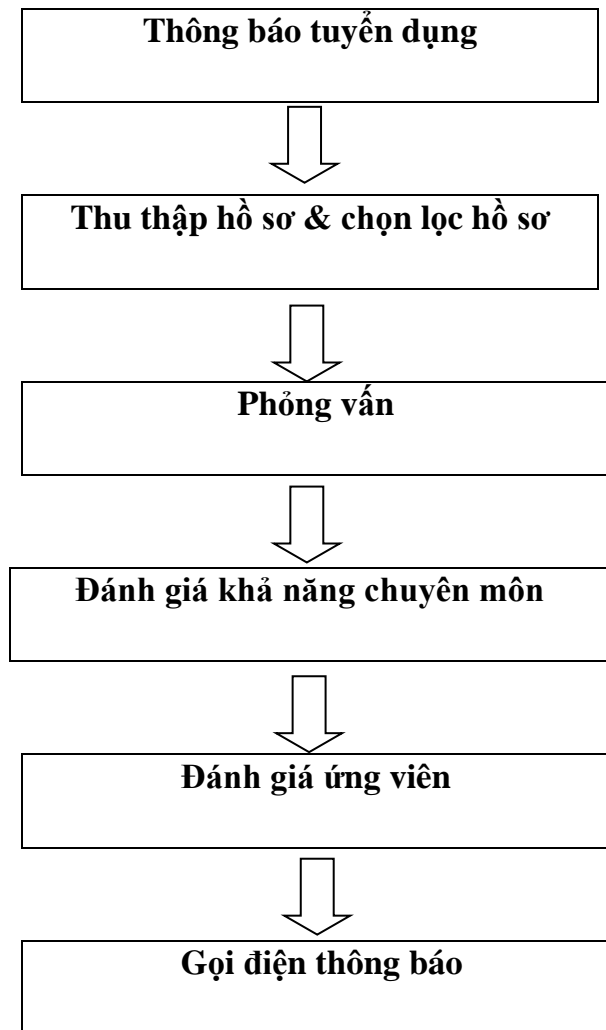 Thông báo tuyển dụng
Thu thập hồ sơ & chọn lọc hồ sơ
Phỏng vấn
Đánh giá khả năng chuyên môn
Đánh giá ứng viên
Gọi điện thông báo